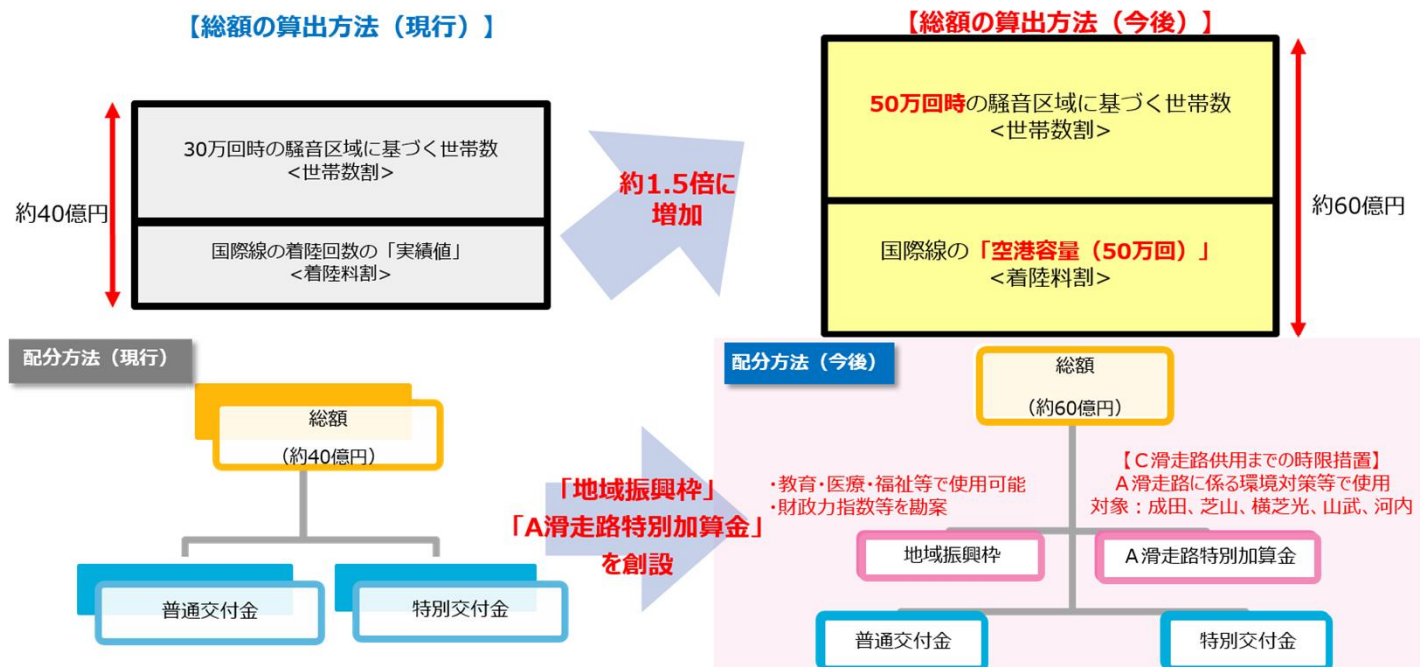 【総額の算出方法（現行）】
約40億円
30万回時の騒音区域に基づく世帯数
<世帯数割>
国際線の着陸回数の「実績値」
<着陸料割>
約1.5倍に
増加
【総額の算出方法（今後）】
50万回時の騒音区域に基づく世帯数
<世帯数割>
国際線の「空港容量（50万回）」
<着陸料割>
約60億円
配分方法（現行）
総額
（約40億円）
普通交付金
特別交付金
「地域振興枠」
「A滑走路特別加算金」
を創設
配分方法（今後）
総額
（約60億円）
・教育・医療・福祉等で使用可能
・財政力指数等を勘案
【Ｃ滑走路供用までの時限措置】
Ａ滑走路に係る環境対策等で使用
対象：成田、芝山、横芝光、山武、河内
地域振興枠
Ａ滑走路特別加算金
普通交付金
特別交付金